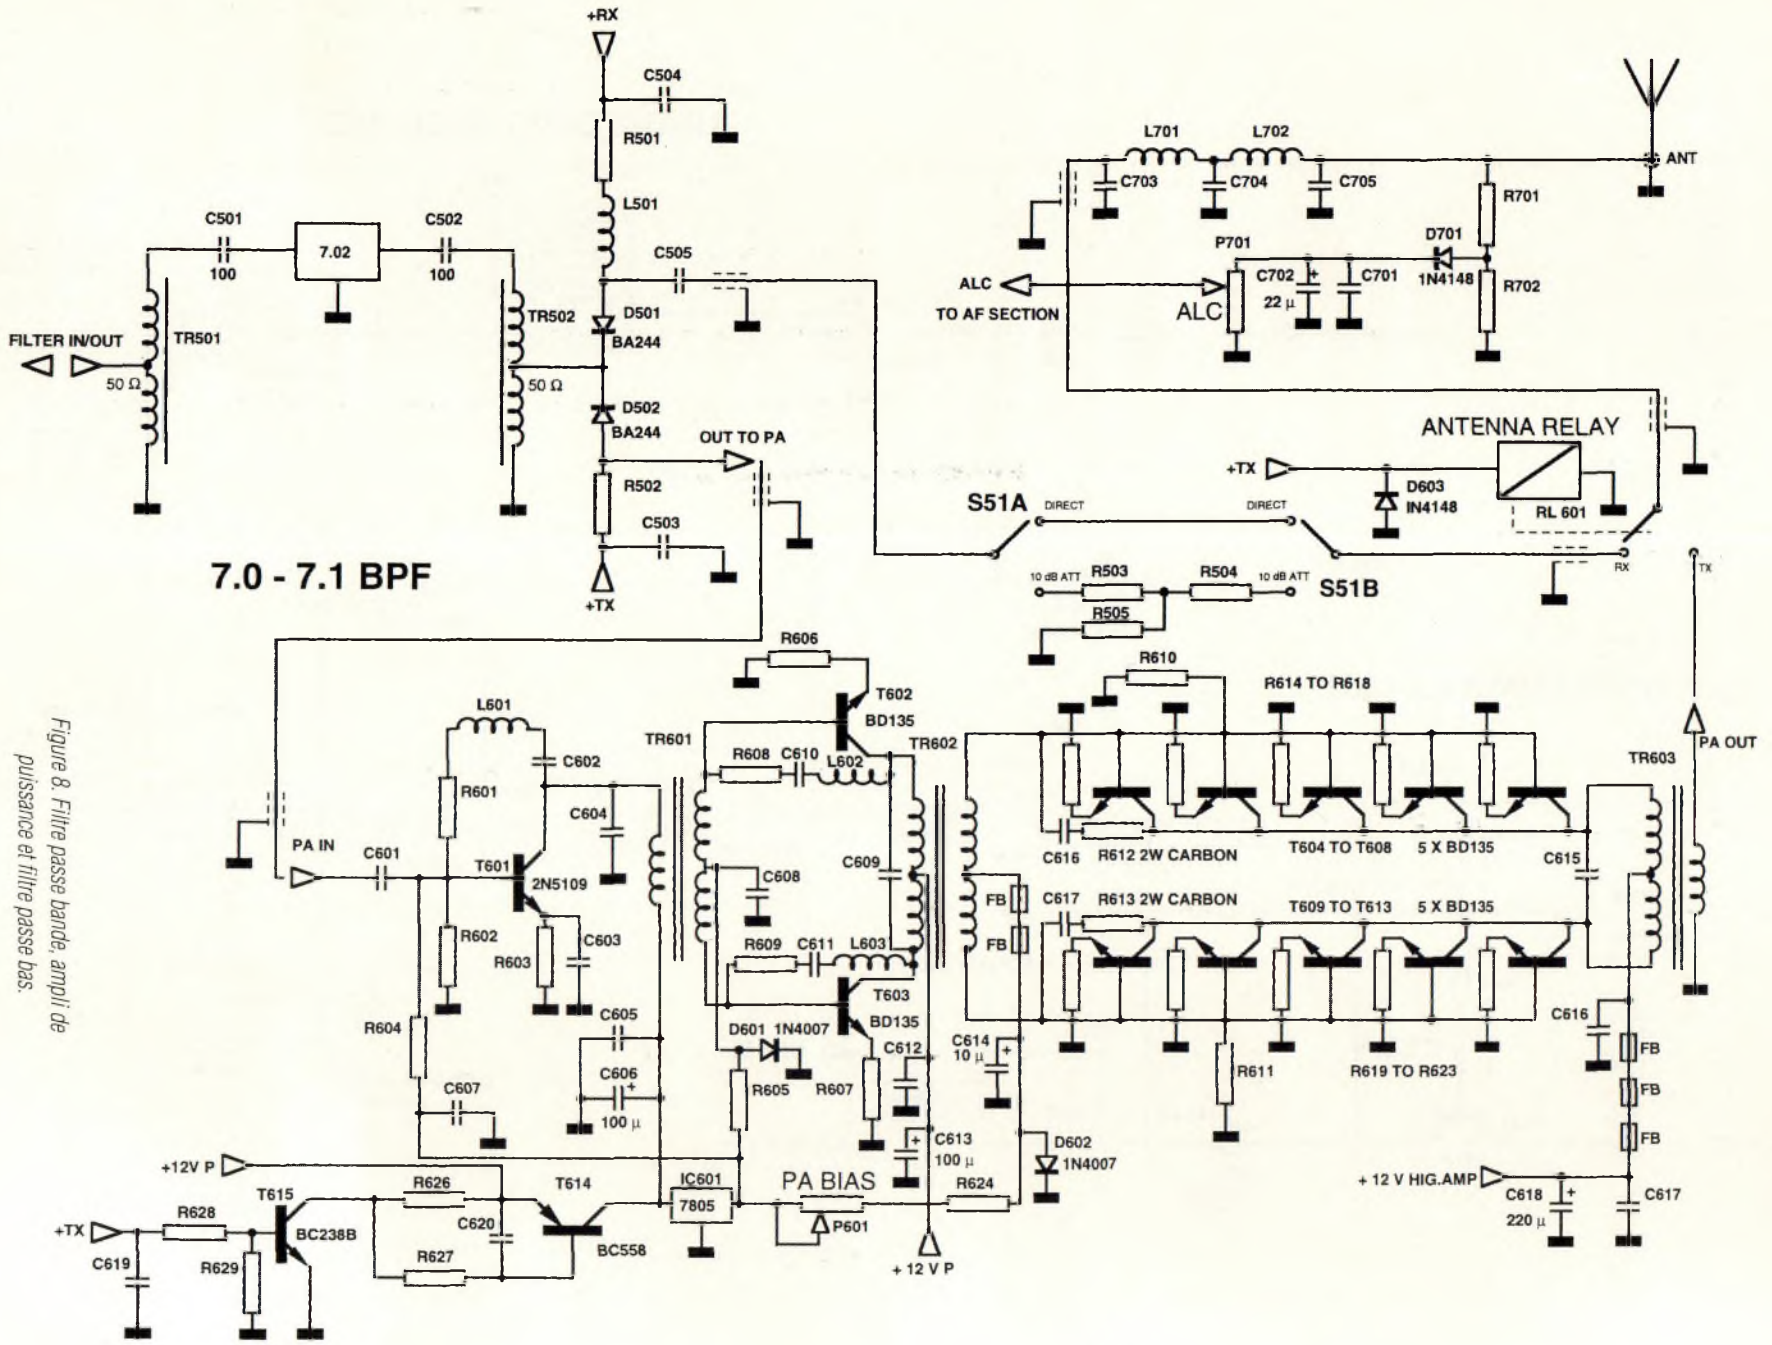 +RX
C504
R501
L501
C501
100
7.02
C502
100
C505
TR501
TR502
FILTER IN/OUT
50 Ω
50 Ω
D501
BA244
D502
BA244
OUT TO PA
R502
C503
+TX
7.0 - 7.1 BPF
L701
L702
ANT
C703
C704
C705
R701
P701
D701
1N4148
C702
+
22 µ
C701
R702
ALC
TO AF SECTION
ALC
ANTENNA RELAY
+TX
D603
IN4148
RL 601
S51A
DIRECT
DIRECT
RX
TX
10 dB ATT
R503
R504
10 dB ATT
S51B
R505
R606
R610
R614 TO R618
T602
BD135
L601
TR601
TR602
PA OUT
TR603
C602
R608
C610
L602
R601
C604
PA IN
C601
T601
2N5109
C608
C609
C616
R612 2W CARBON
T604 TO T608
5 X BD135
C615
FB
C617
R613 2W CARBON
T609 TO T613
5 X BD135
FB
R602
R603
C603
R609
C611
L603
T603
BD135
R604
C605
D601
1N4007
C612
C614
+
10 µ
C616
FB
C606
+
100 µ
R605
R607
R611
R619 TO R623
FB
C607
+
C613
100 µ
D602
1N4007
FB
+12V P
R626
T614
IC601
7805
PA BIAS
R624
+ 12 V HIG.AMP
C618
+
220 µ
C617
T615
BC238B
R628
+TX
C620
BC558
P601
C619
R629
R627
+ 12 V P
Figure 8. Filtre passe bande, ampli de
puissance et filtre passe bas.